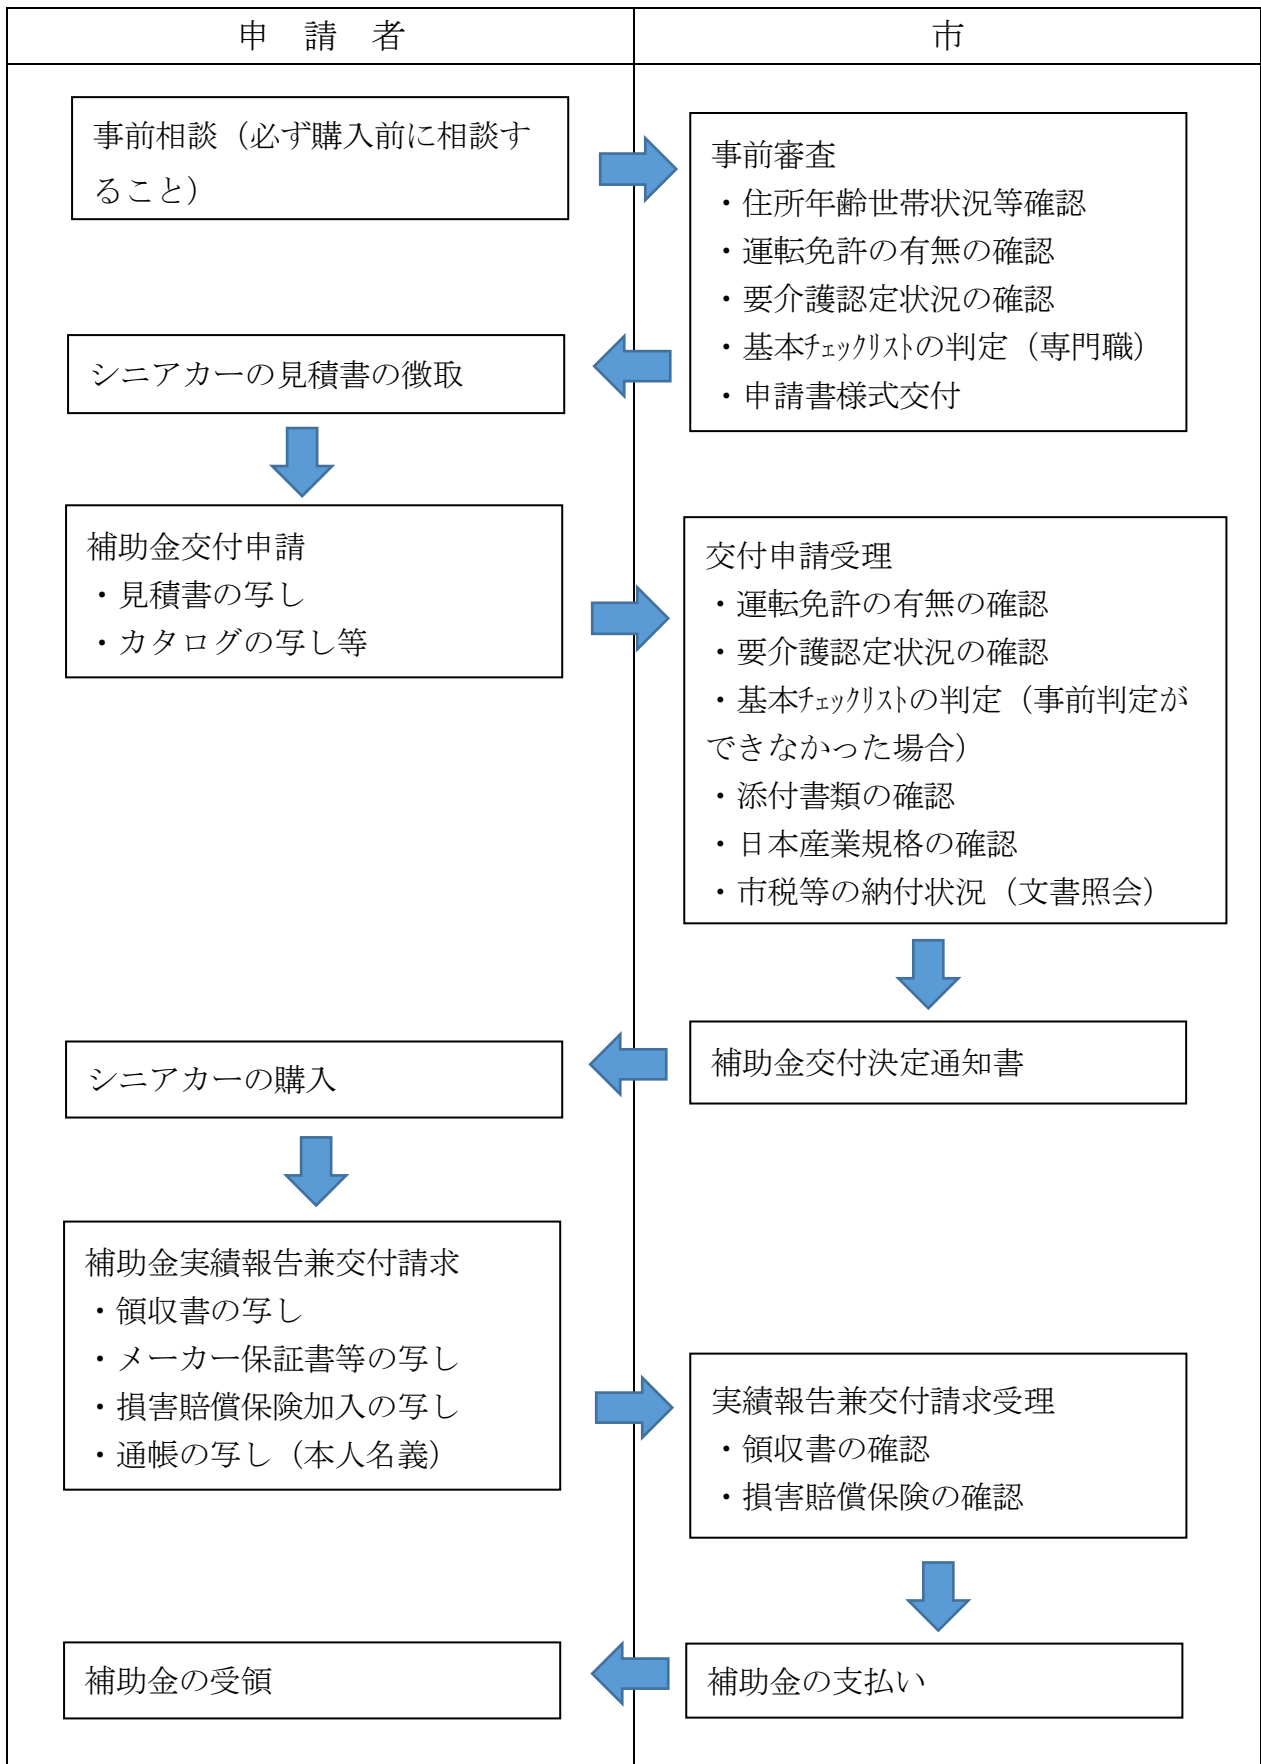 申　請　者
市
事前相談（必ず購入前に相談す
ること）
事前審査
・住所年齢世帯状況等確認
・運転免許の有無の確認
・要介護認定状況の確認
・基本ﾁｪｯｸﾘｽﾄの判定（専門職）
・申請書様式交付
シニアカーの見積書の徴取
補助金交付申請
・見積書の写し
・カタログの写し等
交付申請受理
・運転免許の有無の確認
・要介護認定状況の確認
・基本ﾁｪｯｸﾘｽﾄの判定（事前判定が
できなかった場合）
・添付書類の確認
・日本産業規格の確認
・市税等の納付状況（文書照会）
補助金交付決定通知書
シニアカーの購入
補助金実績報告兼交付請求
・領収書の写し
・メーカー保証書等の写し
・損害賠償保険加入の写し
・通帳の写し（本人名義）
実績報告兼交付請求受理
・領収書の確認
・損害賠償保険の確認
補助金の支払い
補助金の受領